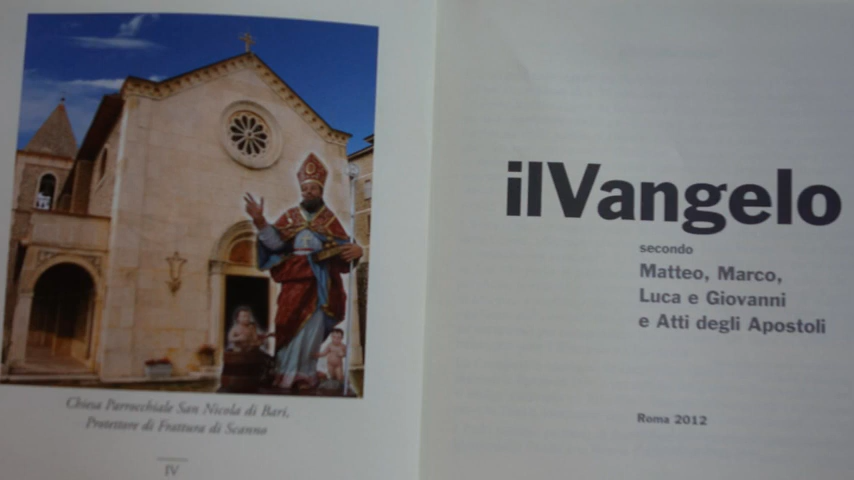 Chiesa Parrocchiale San Nicola di Bari,
Protettore di Frattura di Scanno
IV
ilVangelo
secondo
Matteo, Marco,
Luca e Giovanni
e Atti degli Apostoli
Roma 2012